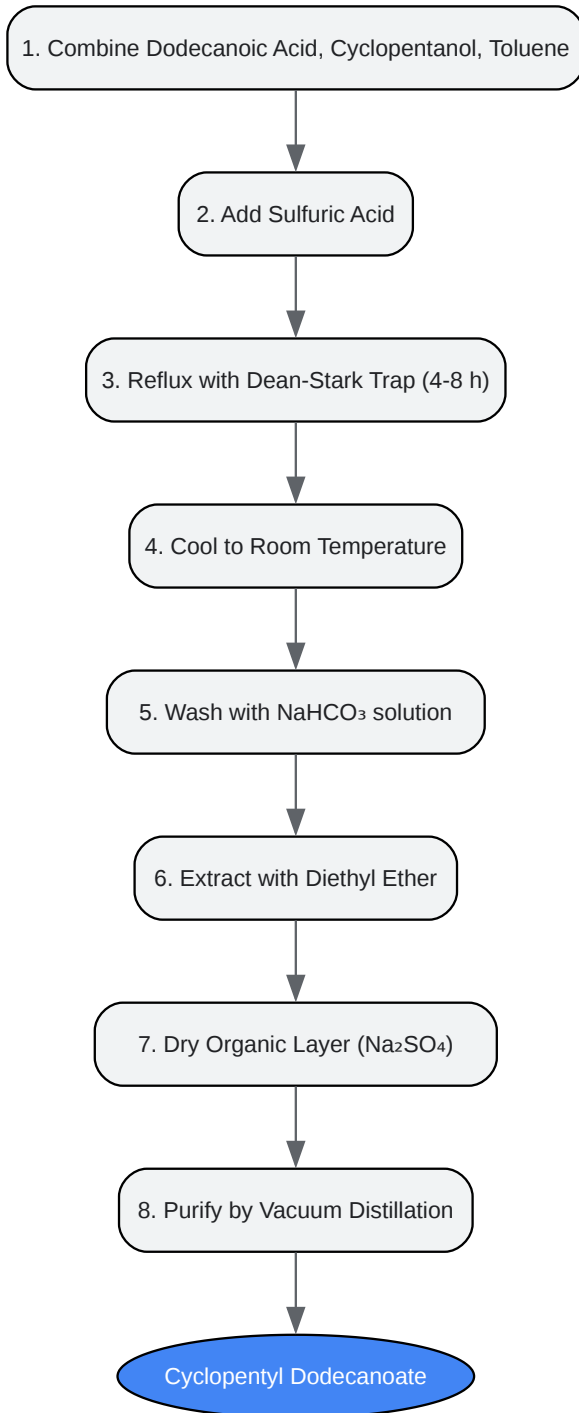 1. Combine Dodecanoic Acid, Cyclopentanol, Toluene
2. Add Sulfuric Acid
3. Reflux with Dean-Stark Trap (4-8 h)
4. Cool to Room Temperature
5. Wash with NaHCO₃ solution
6. Extract with Diethyl Ether
7. Dry Organic Layer (Na₂SO₄)
8. Purify by Vacuum Distillation
Cyclopentyl Dodecanoate